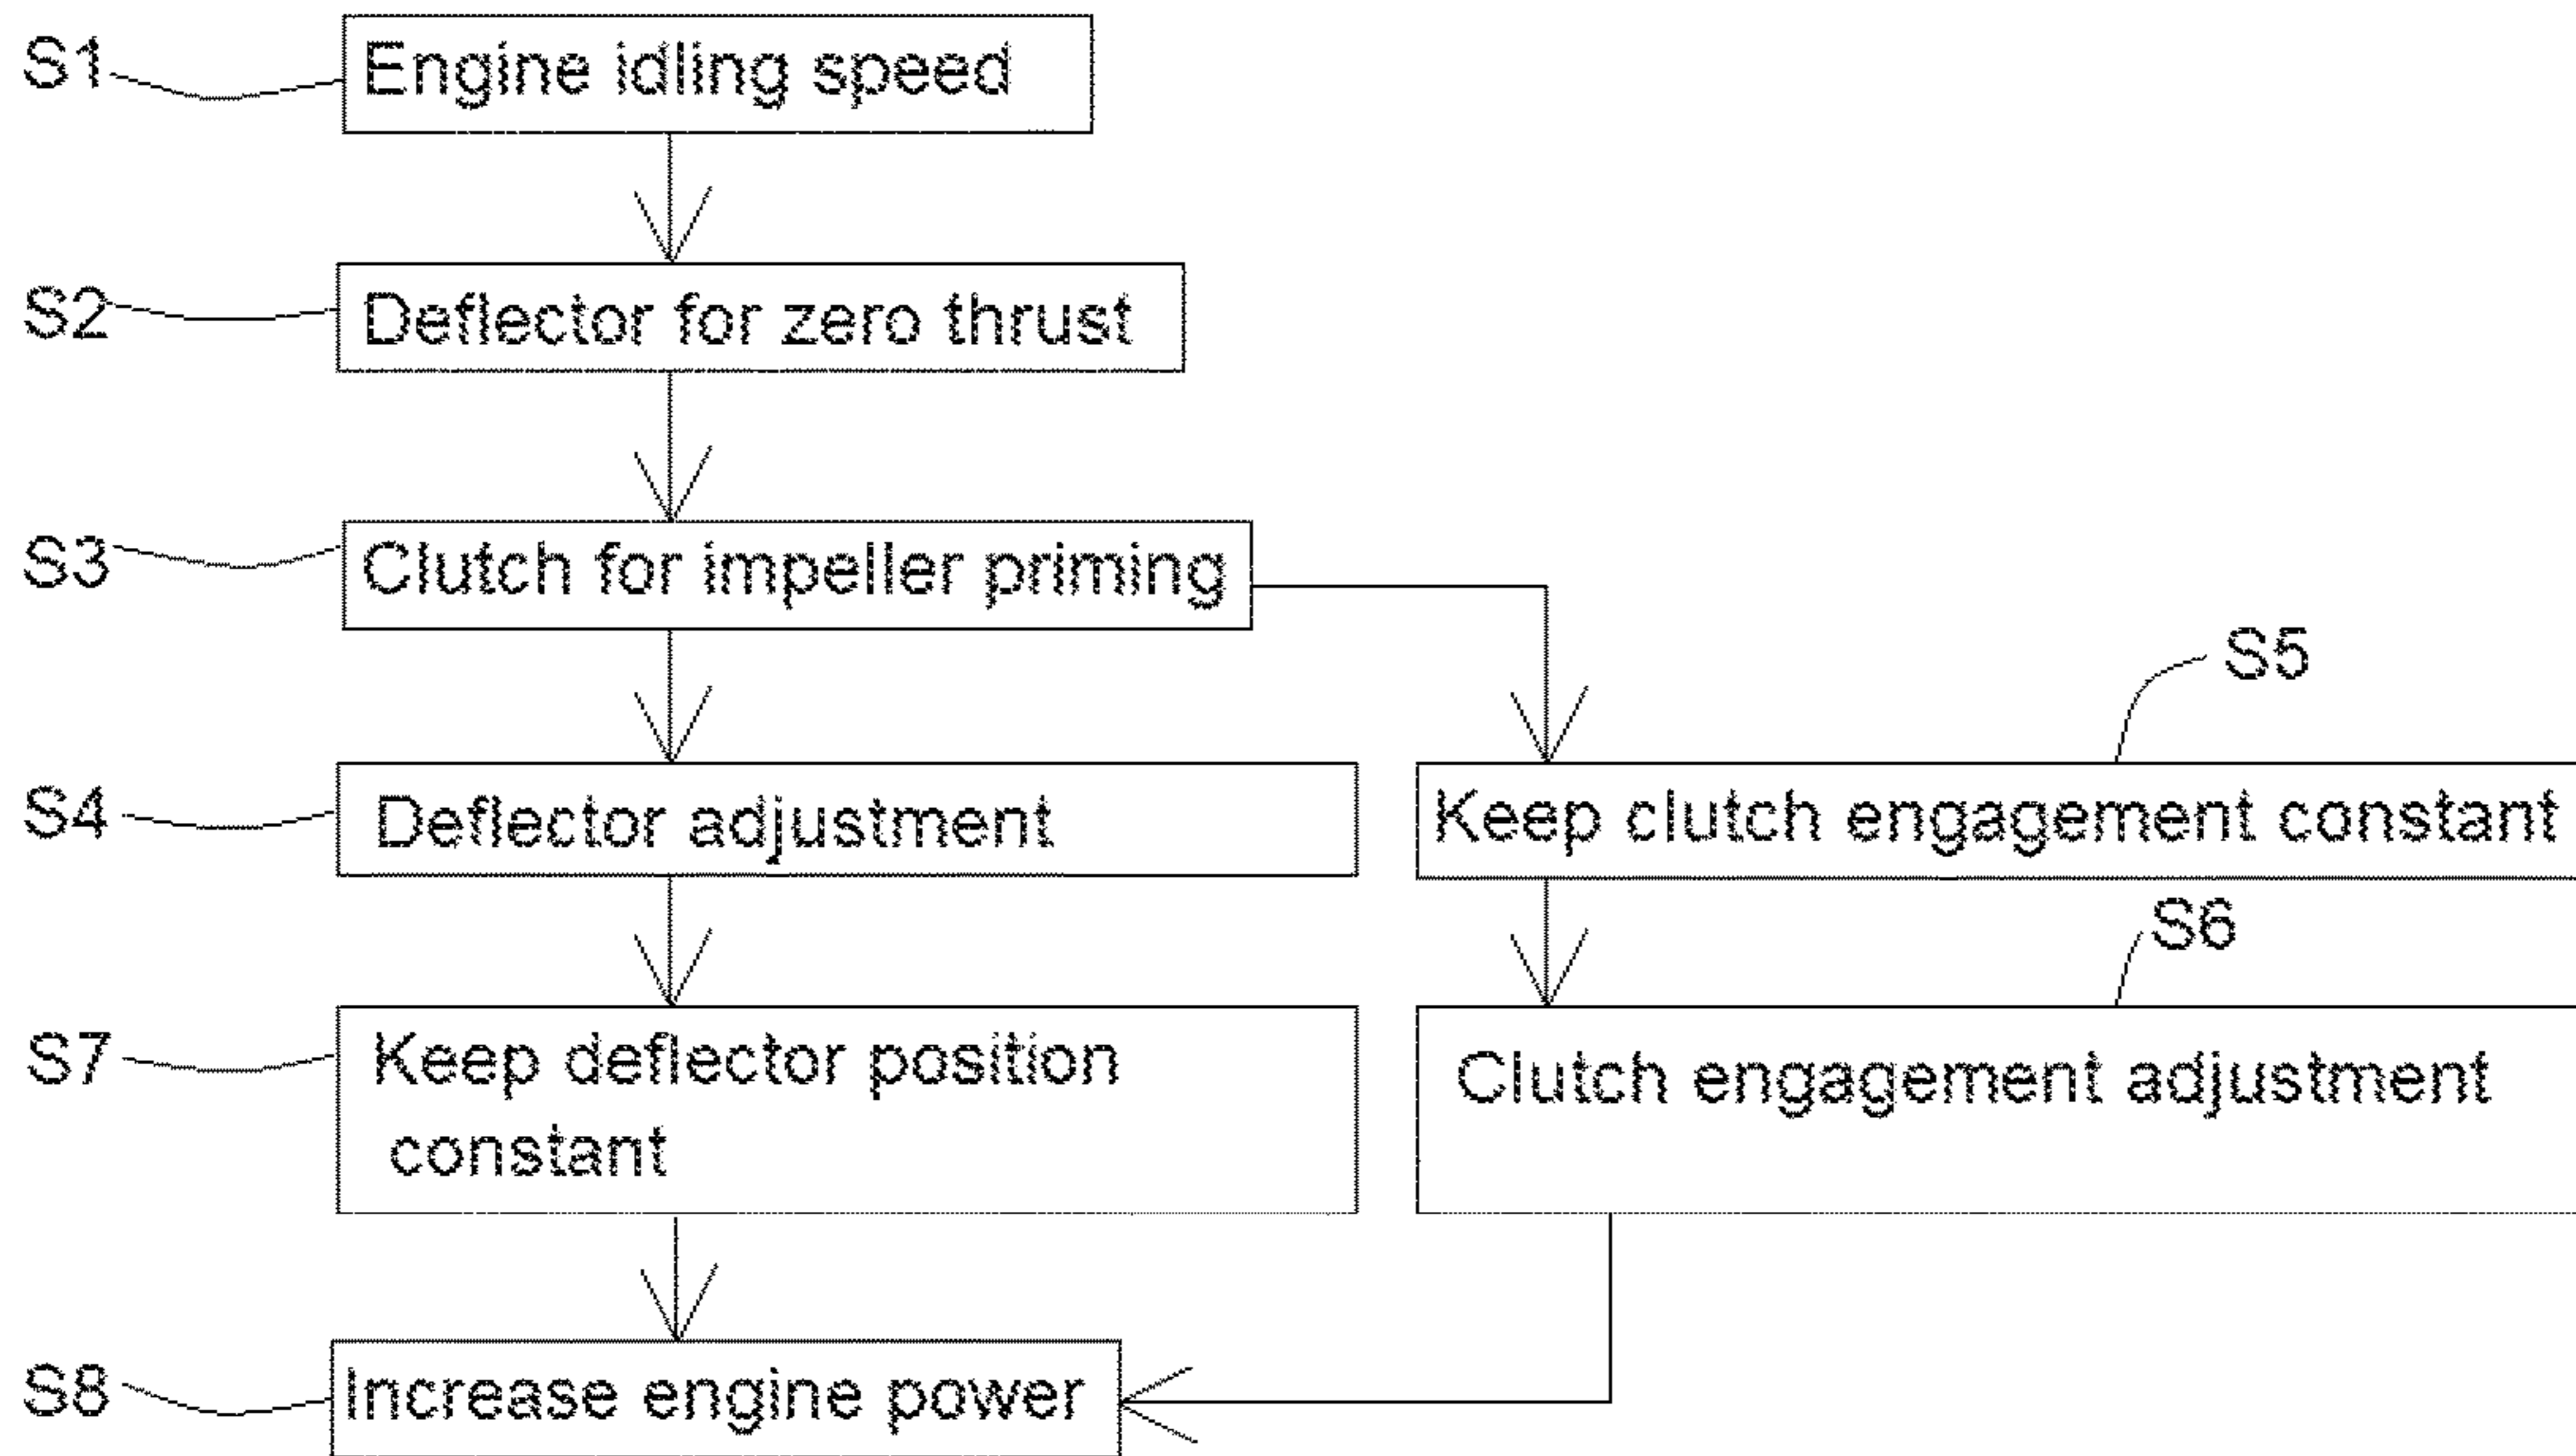 S1
Engine idling speed
S2
Deflector for zero thrust
S3
Clutch for impeller priming
S5
S4
Deflector adjustment
Keep clutch engagement constant
S6
S7
Keep deflector position
constant
Clutch engagement adjustment
S8
Increase engine power